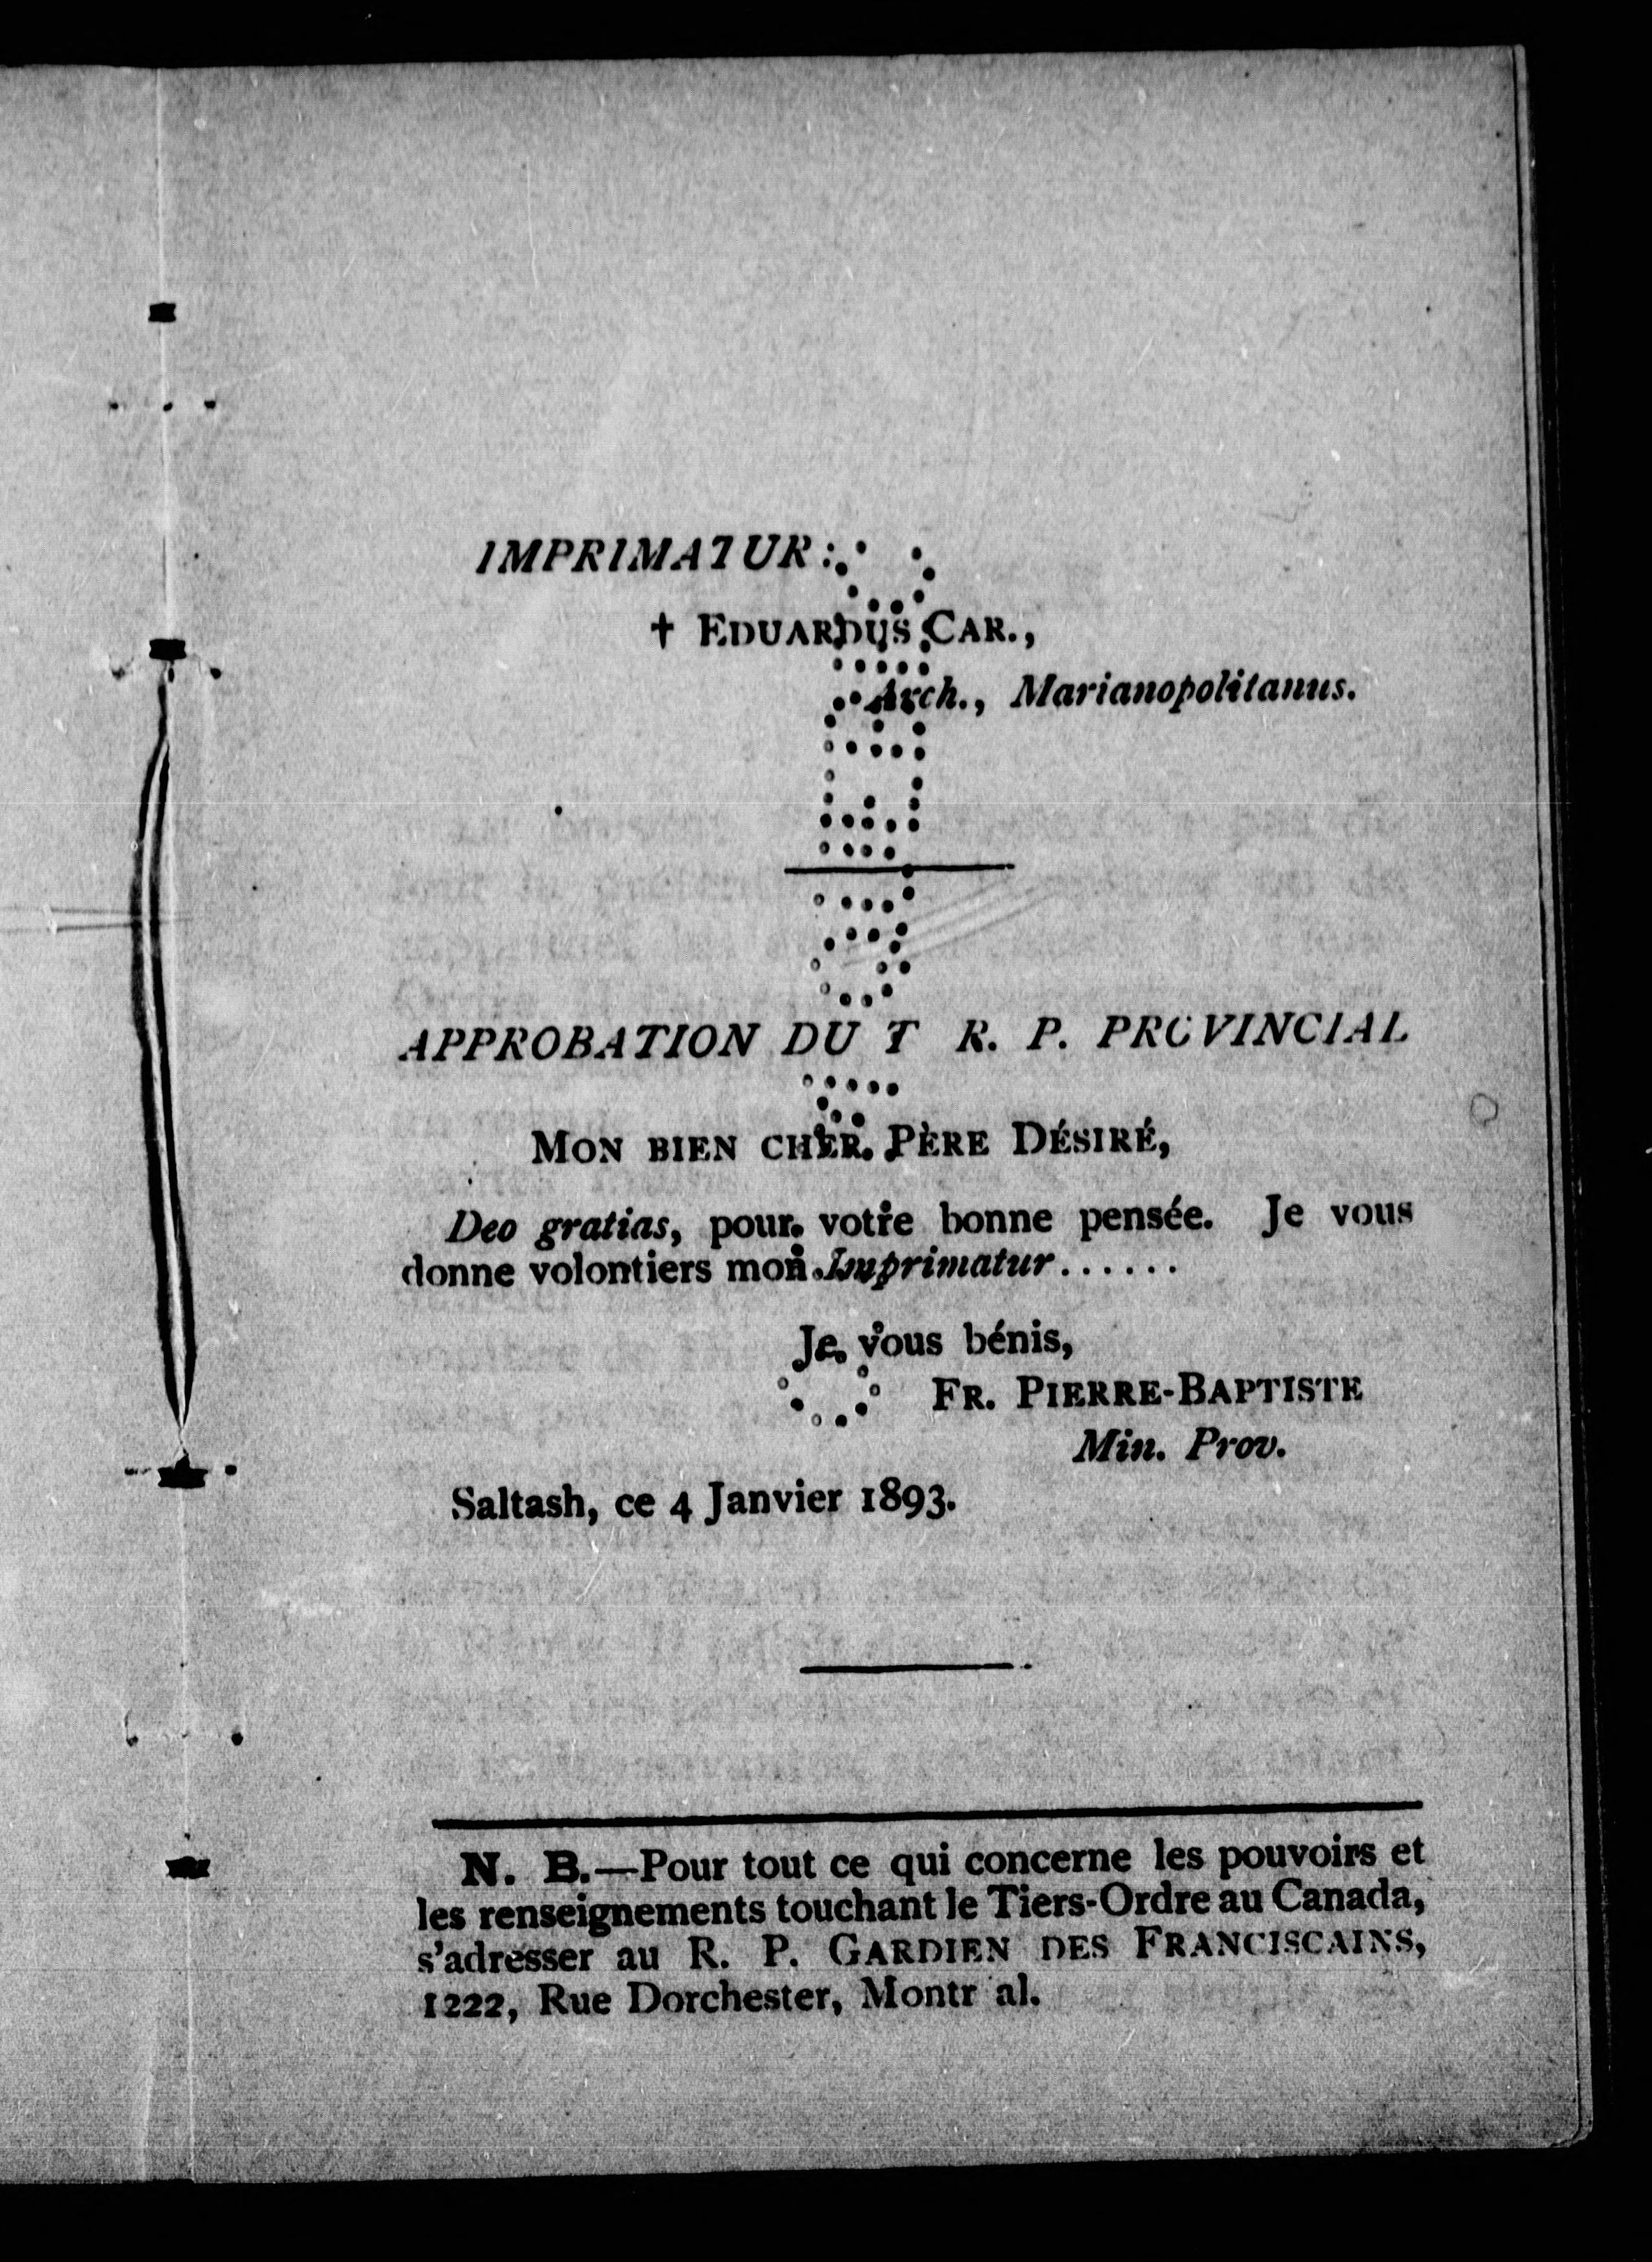 IMPRIMATUR:
† EDUARDUS CAR.,
Arch., Marianopolitanus.
APPROBATION DU T R. P. PROVINCIAL
MON BIEN CHER PÈRE DÉSIRÉ,
Deo gratias, pour votre bonne pensée. Je vous
donne volontiers mon Imprimatur......
Je vous bénis,
FR. PIERRE-BAPTISTE
Min. Prov.
Saltash, ce 4 Janvier 1893.
N. B.—Pour tout ce qui concerne les pouvoirs et
les renseignements touchant le Tiers-Ordre au Canada,
s'adresser au R. P. GARDIEN DES FRANCISCAINS,
1222, Rue Dorchester, Montr al.